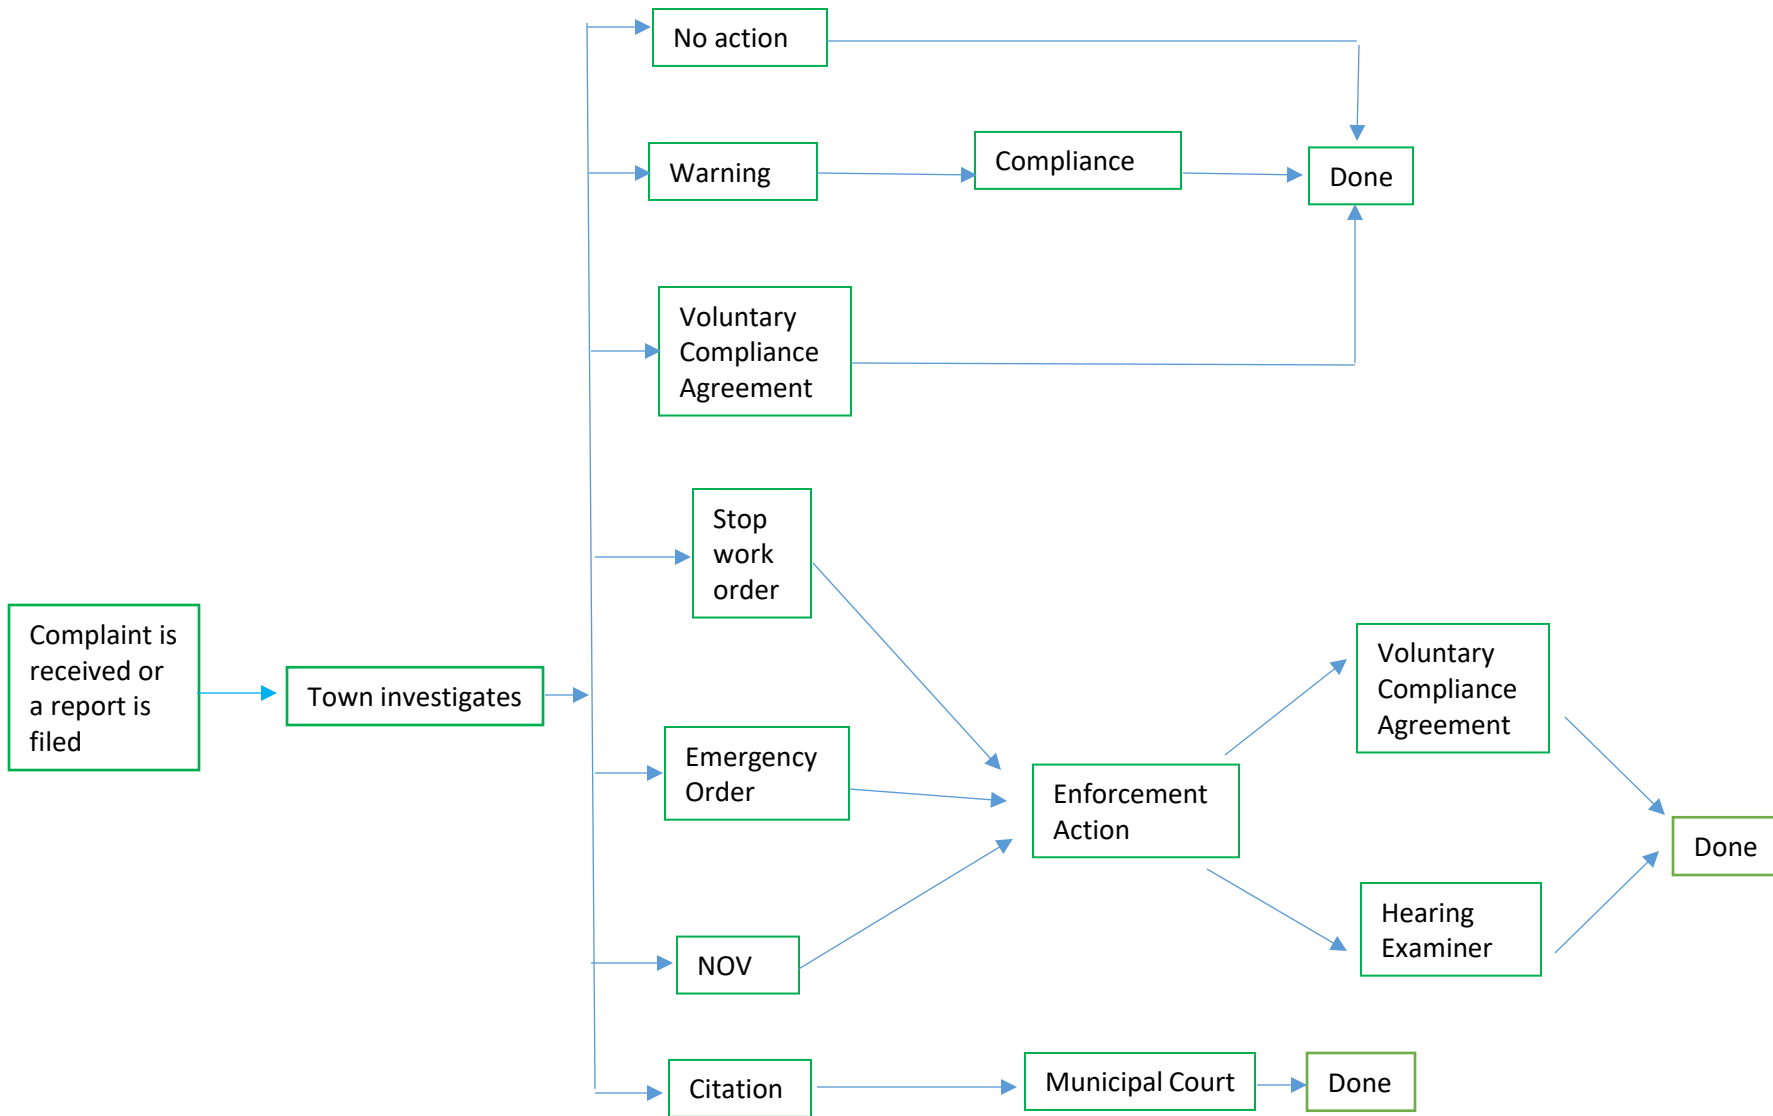 No action
Warning
Compliance
Done
Voluntary
Compliance
Agreement
Stop
work
order
Complaint is
received or
a report is
filed
Town investigates
Emergency
Order
Enforcement
Action
Voluntary
Compliance
Agreement
Done
Hearing
Examiner
NOV
Citation
Municipal Court
Done